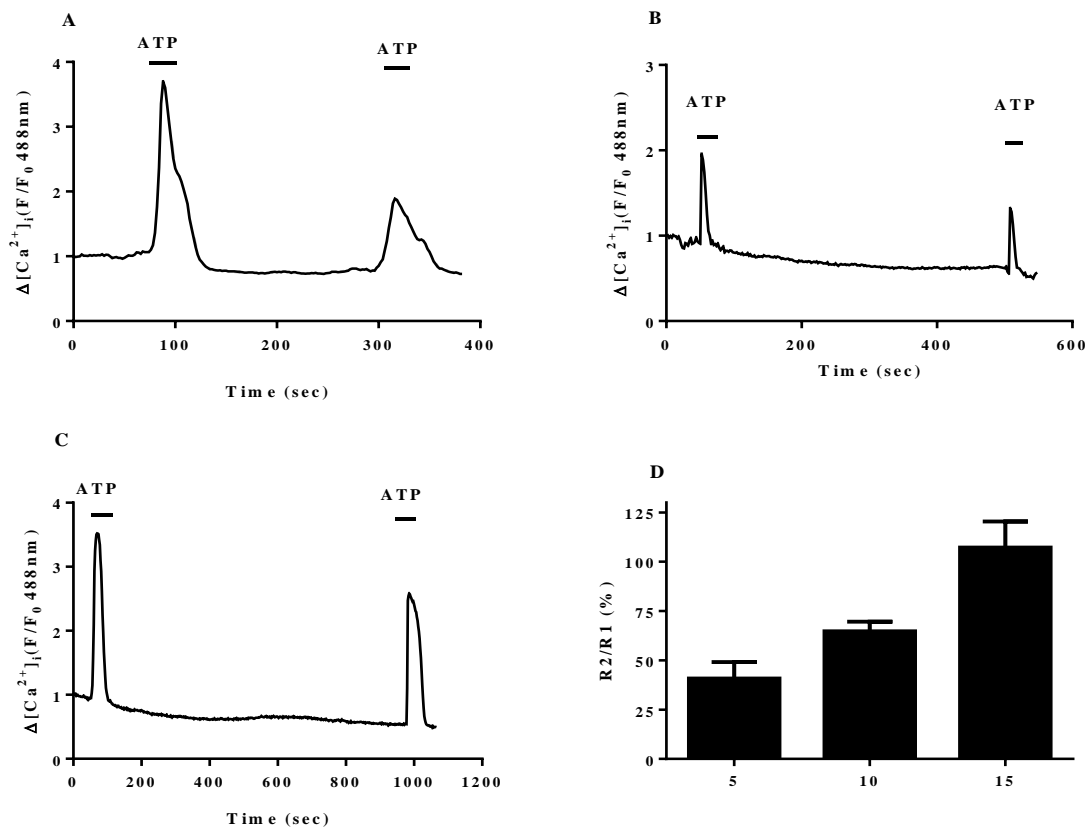 A
ATP
ATP
4
3
2
1
0
Δ[Ca²⁺]ᵢ(F/F₀ 488nm)
0 100 200 300 400
Time (sec)
B
ATP
ATP
3
2
1
0
Δ[Ca²⁺]ᵢ(F/F₀ 488nm)
0 200 400 600
Time (sec)
C
ATP
ATP
4
3
2
1
0
Δ[Ca²⁺]ᵢ(F/F₀ 488nm)
0 200 400 600 800 1000 1200
Time (sec)
D
125
100
75
50
25
0
R2/R1 (%)
5 10 15